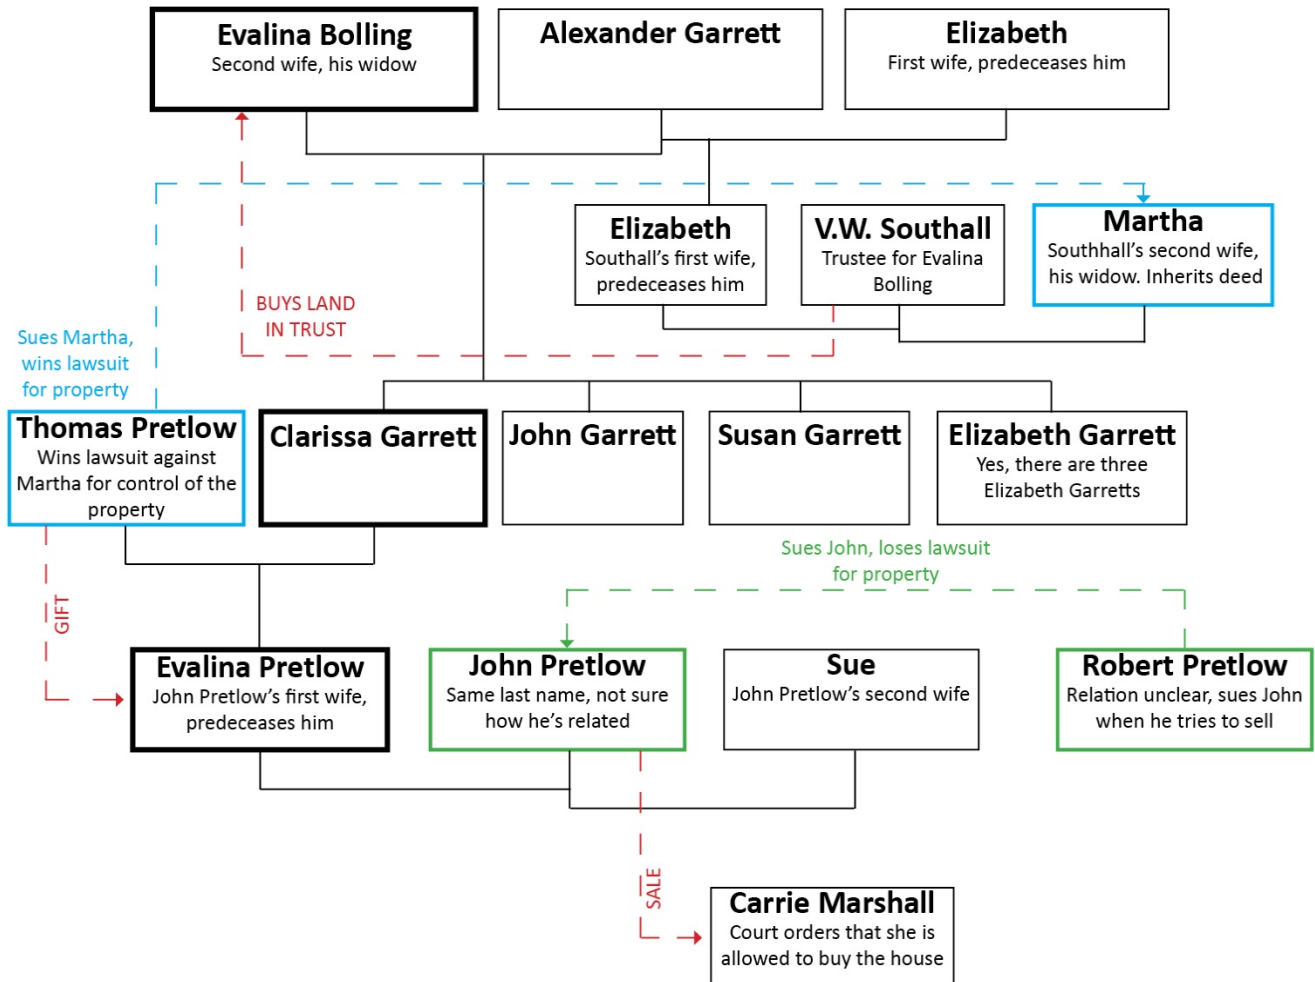 Evalina Bolling
Second wife, his widow
Alexander Garrett
Elizabeth
First wife, predeceases him
Elizabeth
Southall's first wife,
predeceases him
V.W. Southall
Trustee for Evalina
Bolling
Martha
Southhall's second wife,
his widow. Inherits deed
BUYS LAND
IN TRUST
Sues Martha,
wins lawsuit
for property
Thomas Pretlow
Wins lawsuit against
Martha for control of the
property
Clarissa Garrett
John Garrett
Susan Garrett
Elizabeth Garrett
Yes, there are three
Elizabeth Garretts
Sues John, loses lawsuit
for property
GIFT
Evalina Pretlow
John Pretlow's first wife,
predeceases him
John Pretlow
Same last name, not sure
how he's related
Sue
John Pretlow's second wife
Robert Pretlow
Relation unclear, sues John
when he tries to sell
SALE
Carrie Marshall
Court orders that she is
allowed to buy the house